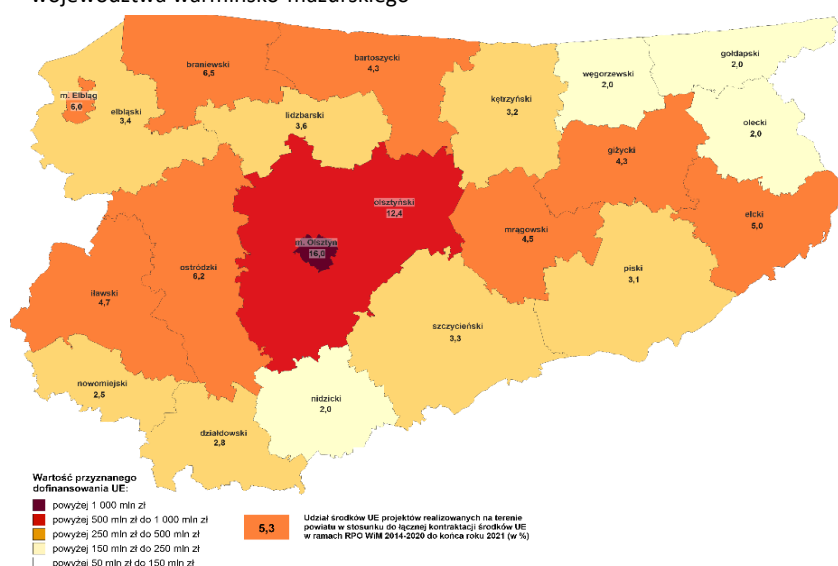 województwa warmińsko-mazurskiego
braniewski
6,5
bartoszycki
4,3
gołdapski
2,0
węgorzewski
2,0
m. Elbląg
5,0
elbląski
3,4
kętrzyński
3,2
lidzbarski
3,6
olecki
2,0
giżycki
4,3
olsztyński
12,4
ełcki
5,0
mrągowski
4,5
m. Olsztyn
16,0
ostródzki
6,2
piski
3,1
iławski
4,7
szczycieński
3,3
nowomiejski
2,5
nidzicki
2,0
działdowski
2,8
Wartość przyznanego
dofinansowania UE:
powyżej 1 000 mln zł
powyżej 500 mln zł do 1 000 mln zł
powyżej 250 mln zł do 500 mln zł
powyżej 150 mln zł do 250 mln zł
powyżej 50 mln zł do 150 mln zł
5,3
Udział środków UE projektów realizowanych na terenie
powiatu w stosunku do łącznej kontraktacji środków UE
w ramach RPO WiM 2014-2020 do końca roku 2021 (w %)